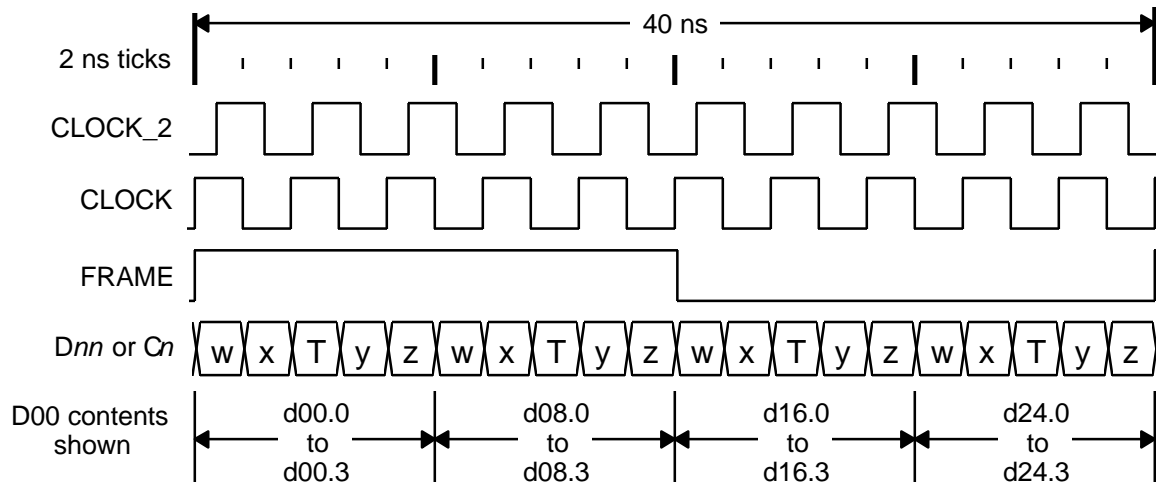 40 ns
2 ns ticks
CLOCK_2
CLOCK
FRAME
Dnn or Cn
w x T y z w x T y z w x T y z w x T y z
D00 contents
shown
d00.0 d08.0 d16.0 d24.0
to to to to
d00.3 d08.3 d16.3 d24.3